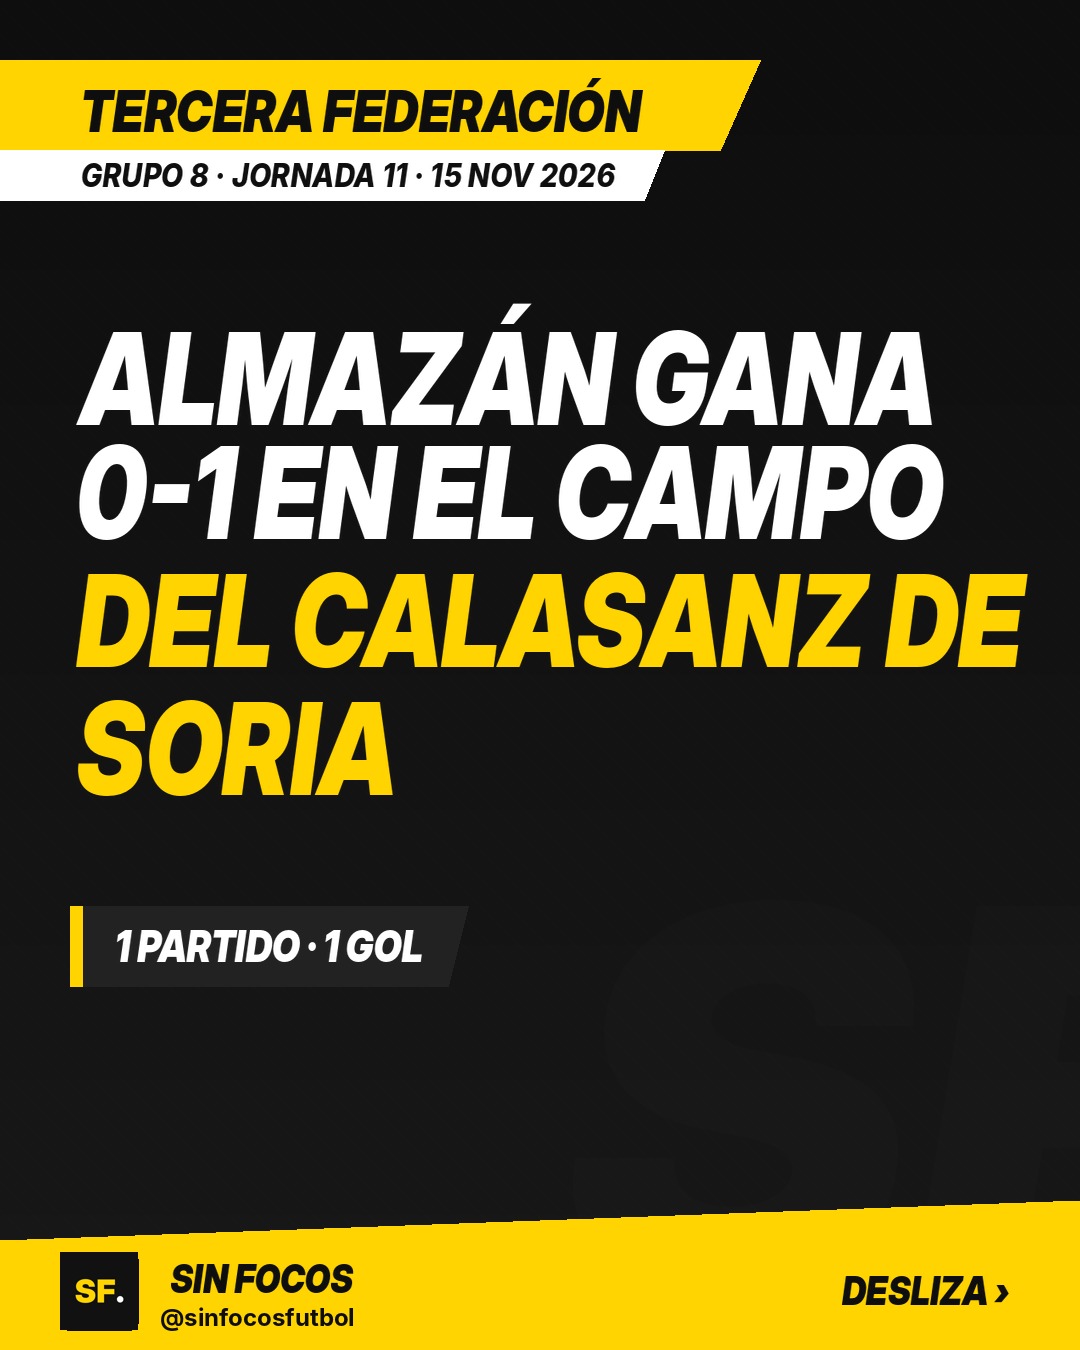 TERCERA FEDERACIÓN
GRUPO 8 · JORNADA 11 · 15 NOV 2026
ALMAZÁN GANA
0-1 EN EL CAMPO
DEL CALASANZ DE
SORIA
1 PARTIDO · 1 GOL
SF
SF.
SIN FOCOS
@sinfocosfutbol
DESLIZA ›